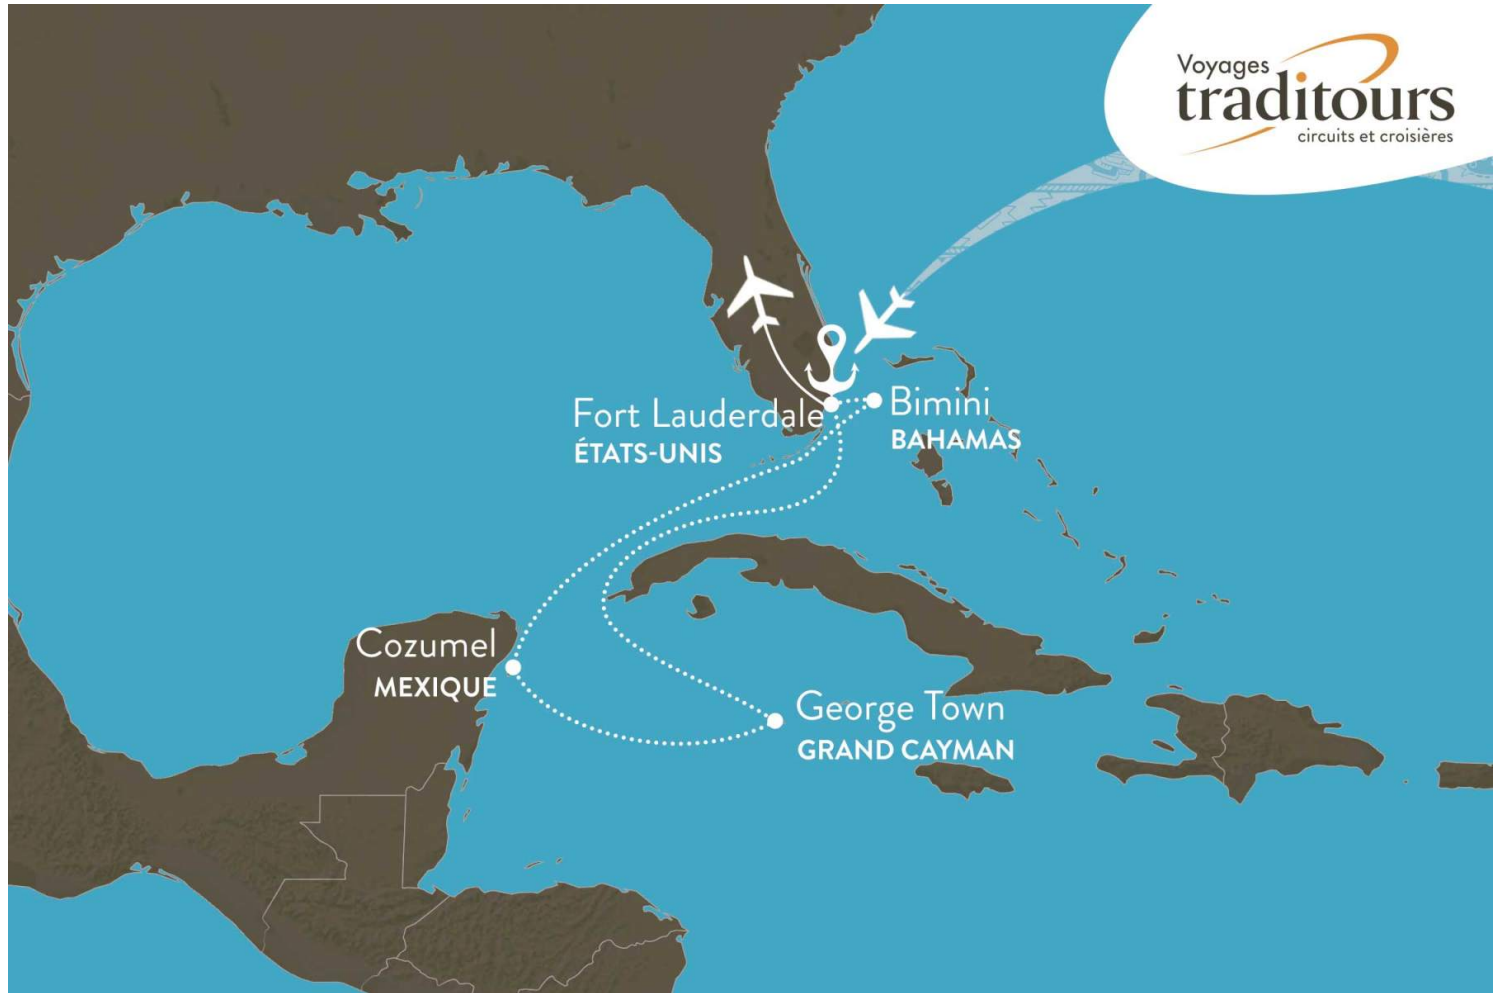 Voyages
traditours
circuits et croisières
Fort Lauderdale
ÉTATS-UNIS
Bimini
BAHAMAS
Cozumel
MEXIQUE
George Town
GRAND CAYMAN